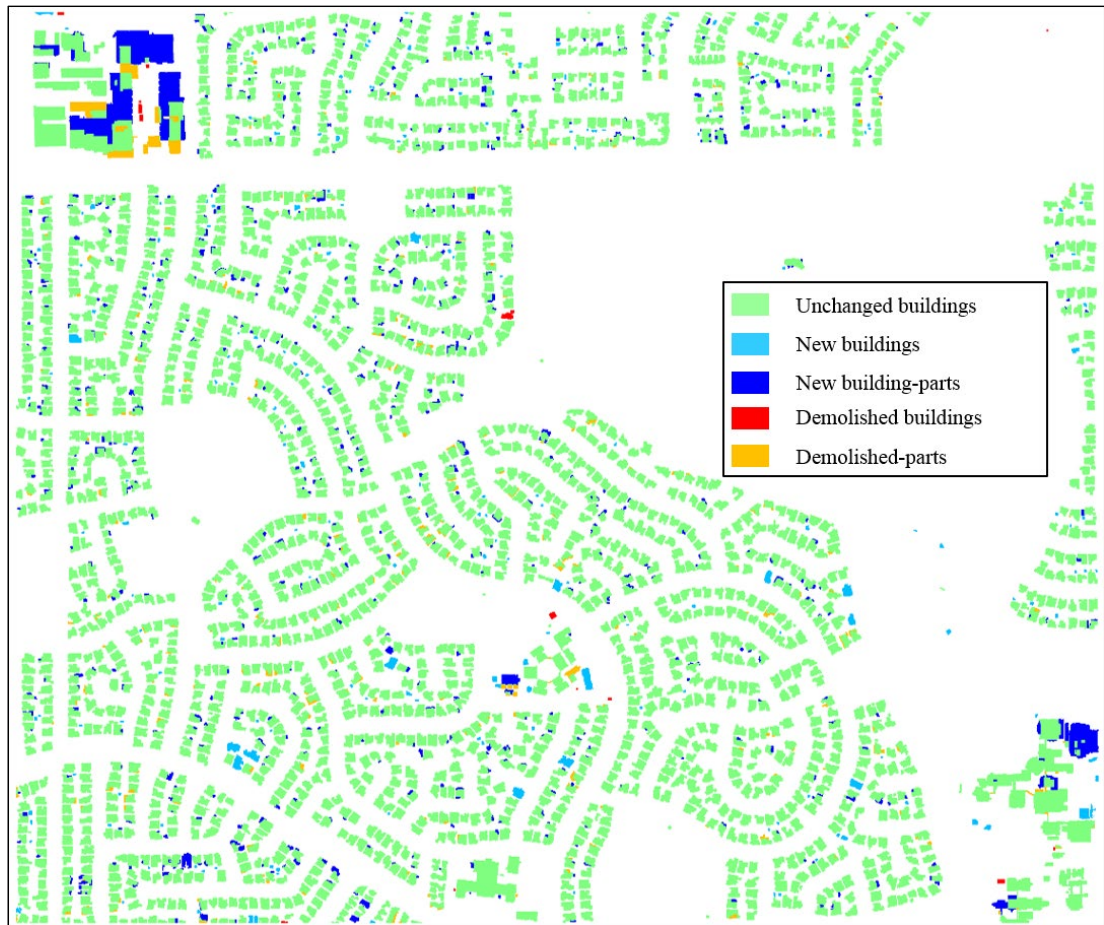 Unchanged buildings
New buildings
New building-parts
Demolished buildings
Demolished-parts